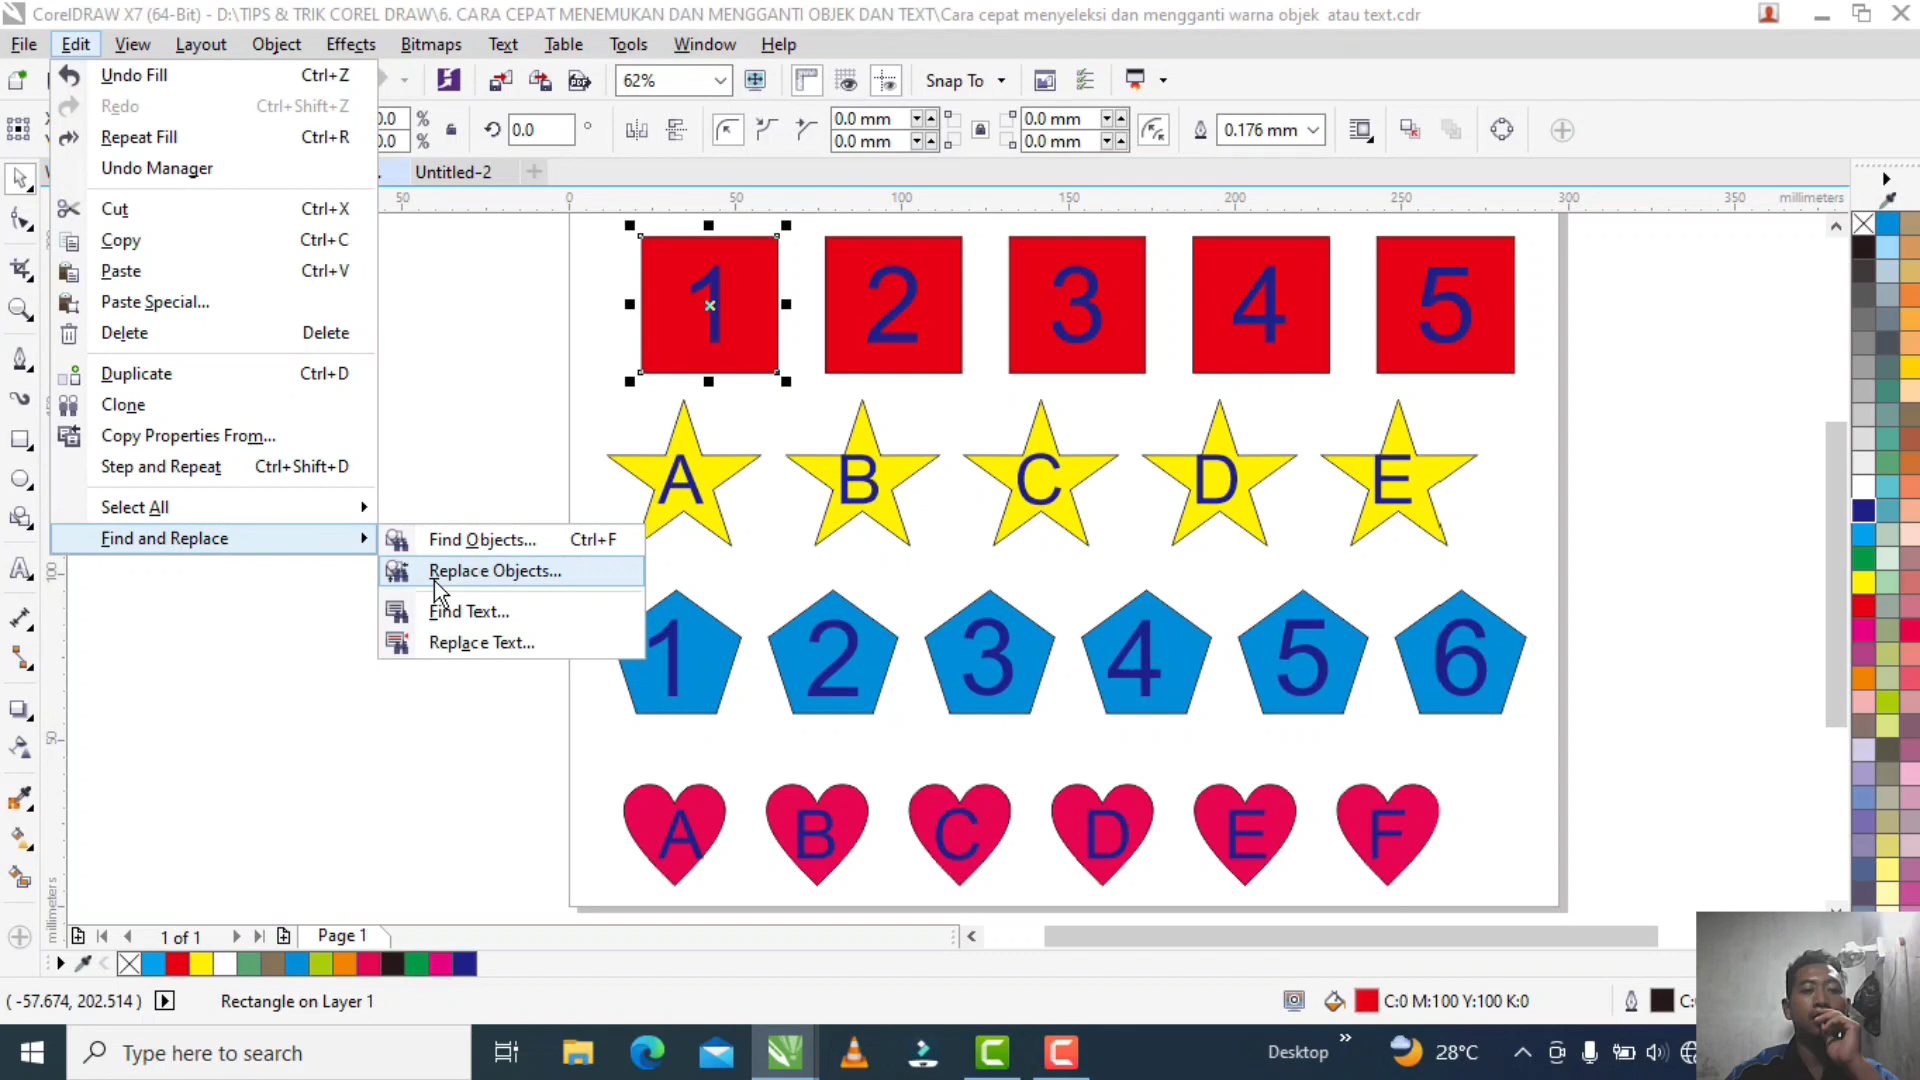 CorelDRAW X7 (64-Bit) - D:\TIPS & TRIK COREL DRAW\6. CARA CEPAT MENEMUKAN DAN MENGGANTI OBJEK DAN TEXT\Cara cepat menyeleksi dan mengganti warna objek atau text.cdr
File Edit View Layout Object Effects Bitmaps Text Table Tools Window Help
Undo Fill Ctrl+Z
Redo Ctrl+Shift+Z
Repeat Fill Ctrl+R
Undo Manager
Cut Ctrl+X
Copy Ctrl+C
Paste Ctrl+V
Paste Special...
Delete Delete
Duplicate Ctrl+D
Clone
Copy Properties From...
Step and Repeat Ctrl+Shift+D
Select All
Find and Replace
Find Objects... Ctrl+F
Replace Objects...
Find Text...
Replace Text...
62% Snap To
0.0 % 0.0 ° 0.0 mm 0.0 mm 0.176 mm
0.0 % 0.0 mm 0.0 mm
Untitled-2
50 0 50 100 150 200 250 300 350 millimeters
100
50
millimeters
1 2 3 4 5
A B C D E
1 2 3 4 5 6
A B C D E F
1 of 1 Page 1
( -57.674, 202.514 ) Rectangle on Layer 1 C:0 M:100 Y:100 K:0 C:
Type here to search Desktop 28°C